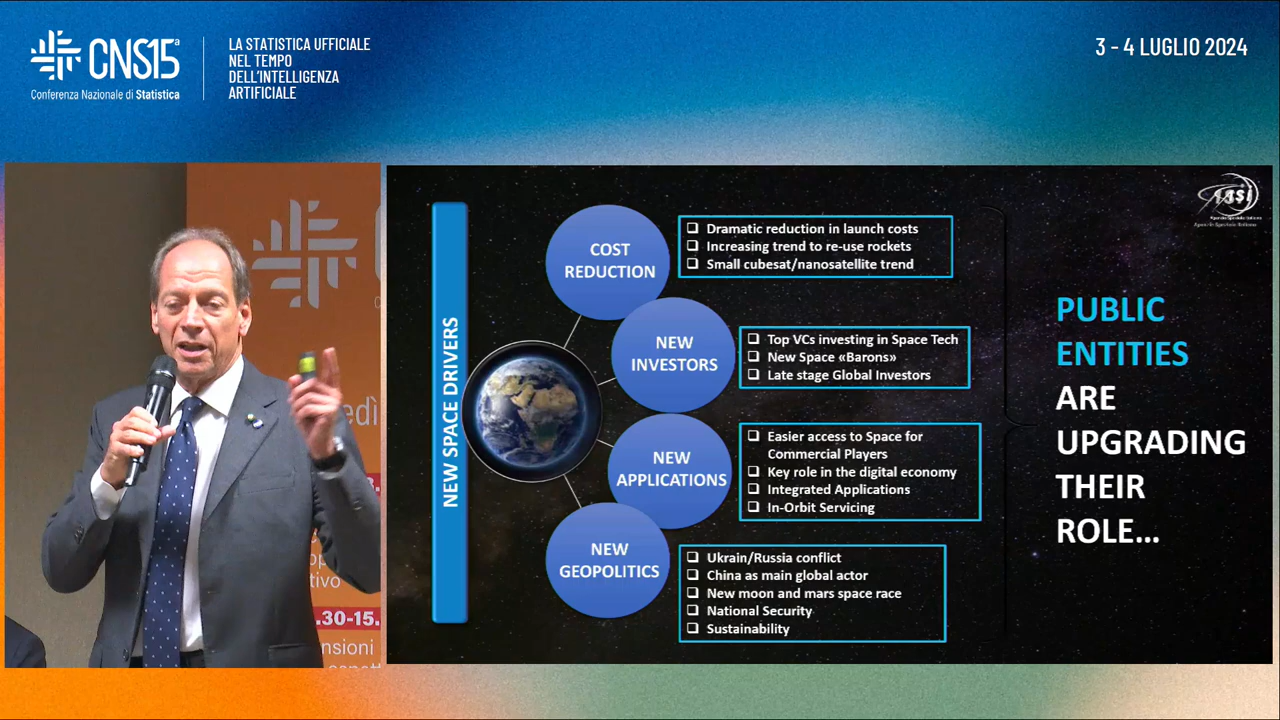 CNS15ª
Conferenza Nazionale di Statistica
LA STATISTICA UFFICIALE
NEL TEMPO
DELL'INTELLIGENZA
ARTIFICIALE
3 - 4 LUGLIO 2024
.30-15.
NEW SPACE DRIVERS
COST
REDUCTION
Dramatic reduction in launch costs
Increasing trend to re-use rockets
Small cubesat/nanosatellite trend
NEW
INVESTORS
Top VCs investing in Space Tech
New Space «Barons»
Late stage Global Investors
NEW
APPLICATIONS
Easier access to Space for
Commercial Players
Key role in the digital economy
Integrated Applications
In-Orbit Servicing
NEW
GEOPOLITICS
Ukrain/Russia conflict
China as main global actor
New moon and mars space race
National Security
Sustainability
PUBLIC
ENTITIES
ARE
UPGRADING
THEIR
ROLE...
asi
Agenzia Spaziale Italiana